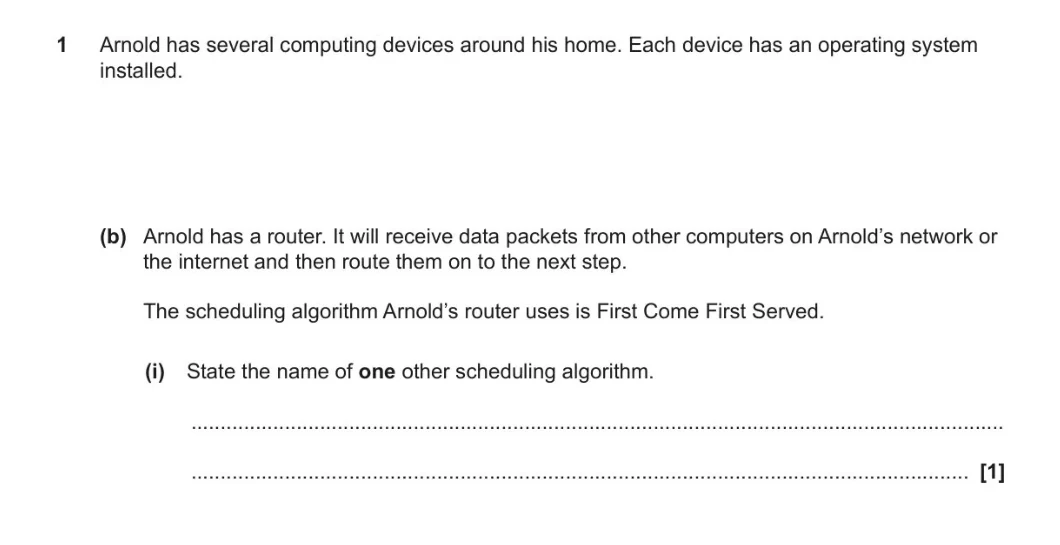 1 Arnold has several computing devices around his home. Each device has an operating system
installed.
(b) Arnold has a router. It will receive data packets from other computers on Arnold’s network or
the internet and then route them on to the next step.
The scheduling algorithm Arnold’s router uses is First Come First Served.
(i) State the name of one other scheduling algorithm.
[1]